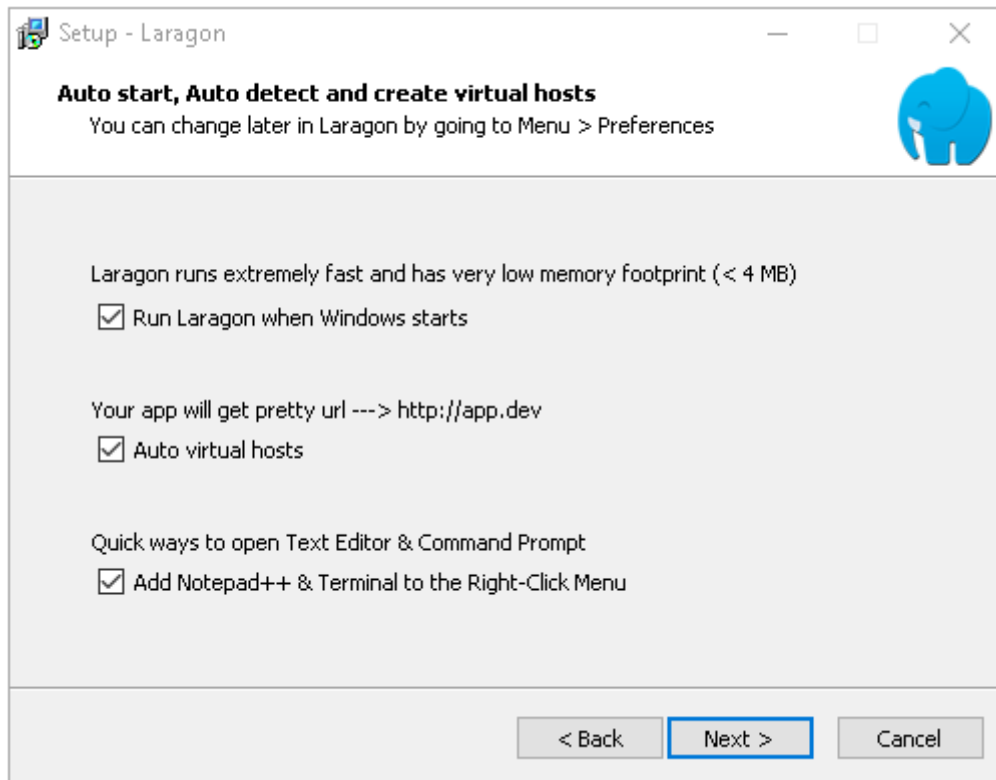 Setup - Laragon
Auto start, Auto detect and create virtual hosts
You can change later in Laragon by going to Menu > Preferences
Laragon runs extremely fast and has very low memory footprint (< 4 MB)
Run Laragon when Windows starts
Your app will get pretty url ---> http://app.dev
Auto virtual hosts
Quick ways to open Text Editor & Command Prompt
Add Notepad++ & Terminal to the Right-Click Menu
< Back Next > Cancel